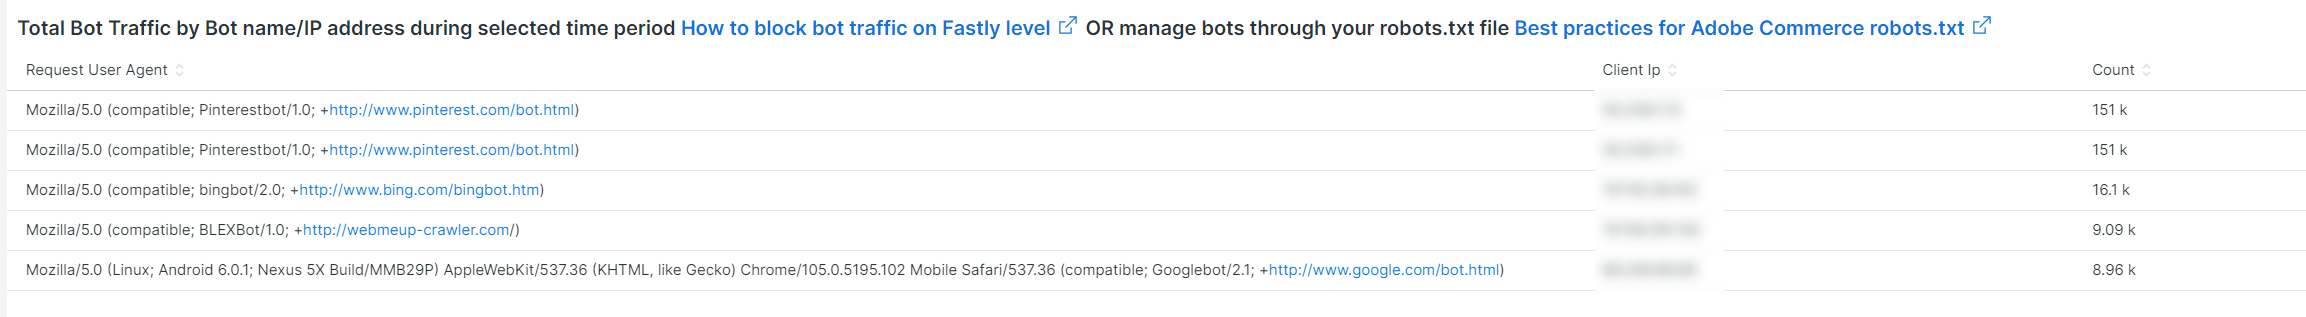 Total Bot Traffic by Bot name/IP address during selected time period How to block bot traffic on Fastly level OR manage bots through your robots.txt file Best practices for Adobe Commerce robots.txt
Request User Agent Client Ip Count
Mozilla/5.0 (compatible; Pinterestbot/1.0; +http://www.pinterest.com/bot.html) 151 k
Mozilla/5.0 (compatible; Pinterestbot/1.0; +http://www.pinterest.com/bot.html) 151 k
Mozilla/5.0 (compatible; bingbot/2.0; +http://www.bing.com/bingbot.htm) 16.1 k
Mozilla/5.0 (compatible; BLEXBot/1.0; +http://webmeup-crawler.com/) 9.09 k
Mozilla/5.0 (Linux; Android 6.0.1; Nexus 5X Build/MMB29P) AppleWebKit/537.36 (KHTML, like Gecko) Chrome/105.0.5195.102 Mobile Safari/537.36 (compatible; Googlebot/2.1; +http://www.google.com/bot.html) 8.96 k